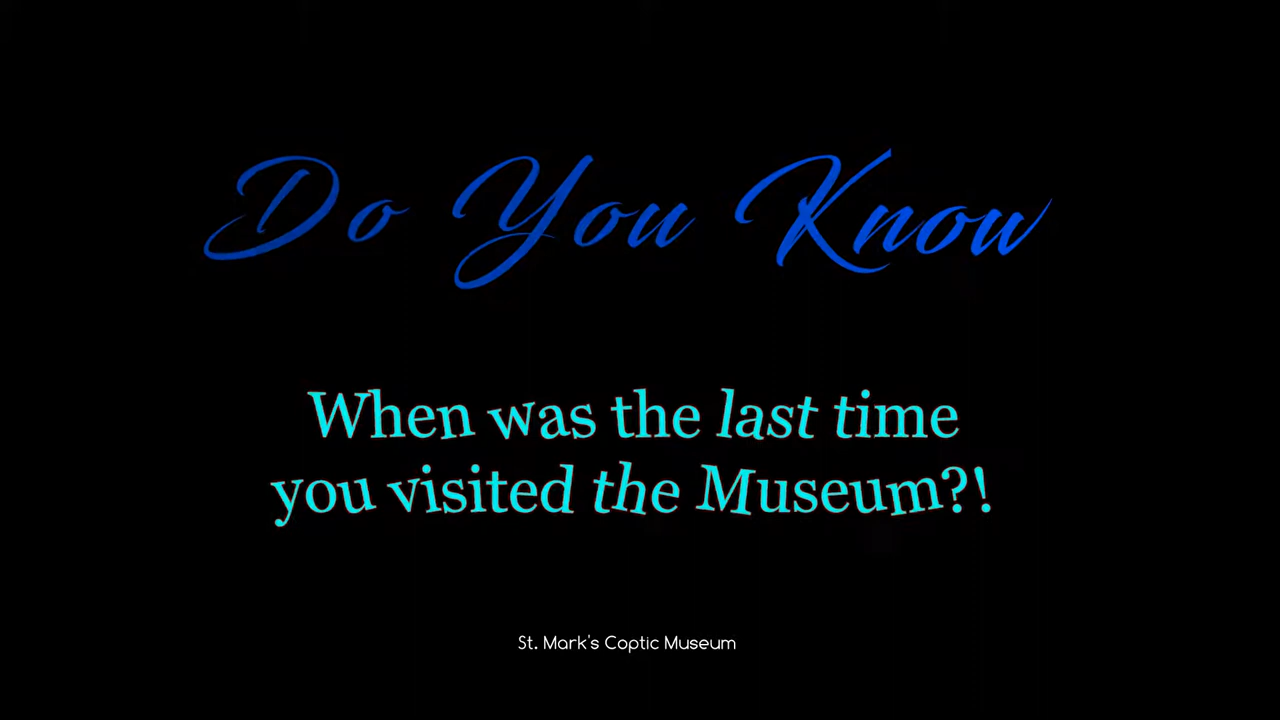 Do You Know
When was the last time
you visited the Museum?!
St. Mark's Coptic Museum